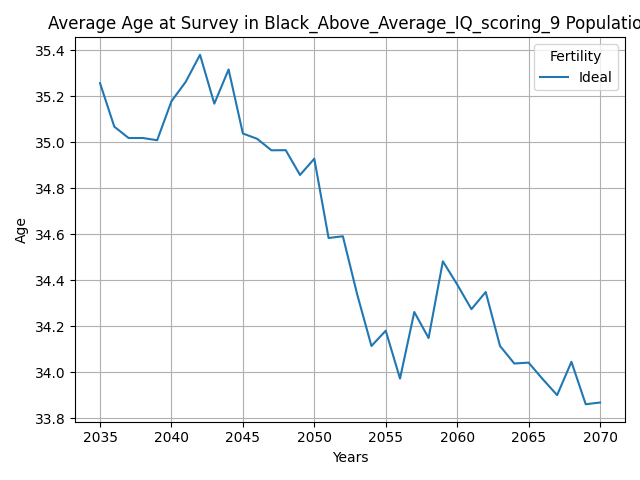 Average Age at Survey in Black_Above_Average_IQ_scoring_9 Populatio
Fertility
Ideal
35.4
35.2
35.0
34.8
34.6
34.4
34.2
34.0
33.8
Age
2035 2040 2045 2050 2055 2060 2065 2070
Years